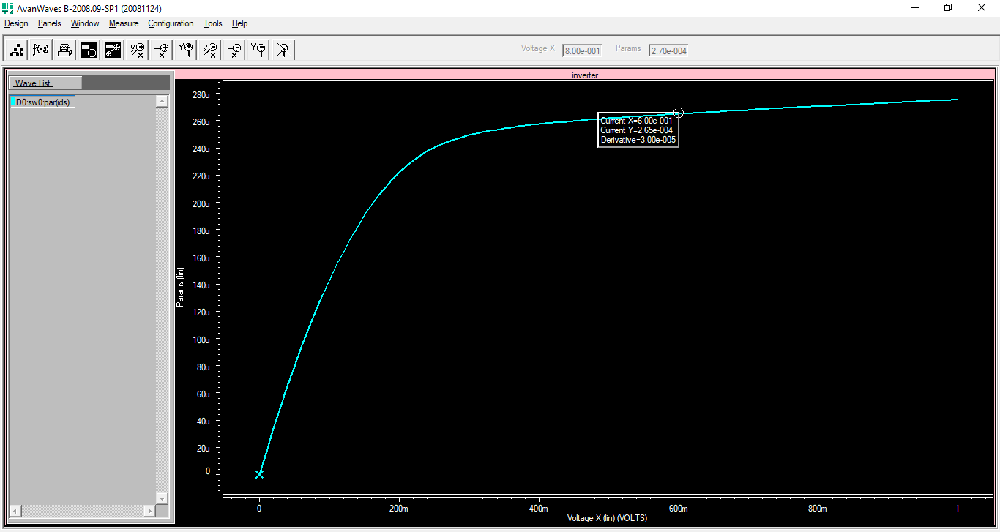 AvanWaves B-2008.09-SP1 (20081124)
Design Panels Window Measure Configuration Tools Help
f(x) Voltage X 8.00e-001 Params 2.70e-004
Wave List
D0:sw0:par(ids)
inverter
280u
260u
240u
220u
200u
180u
160u
140u
120u
100u
80u
60u
40u
20u
0
Params (lin)
Current X=6.00e-001
Current Y=2.65e-004
Derivative=3.00e-005
0 200m 400m 600m 800m 1
Voltage X (lin) (VOLTS)